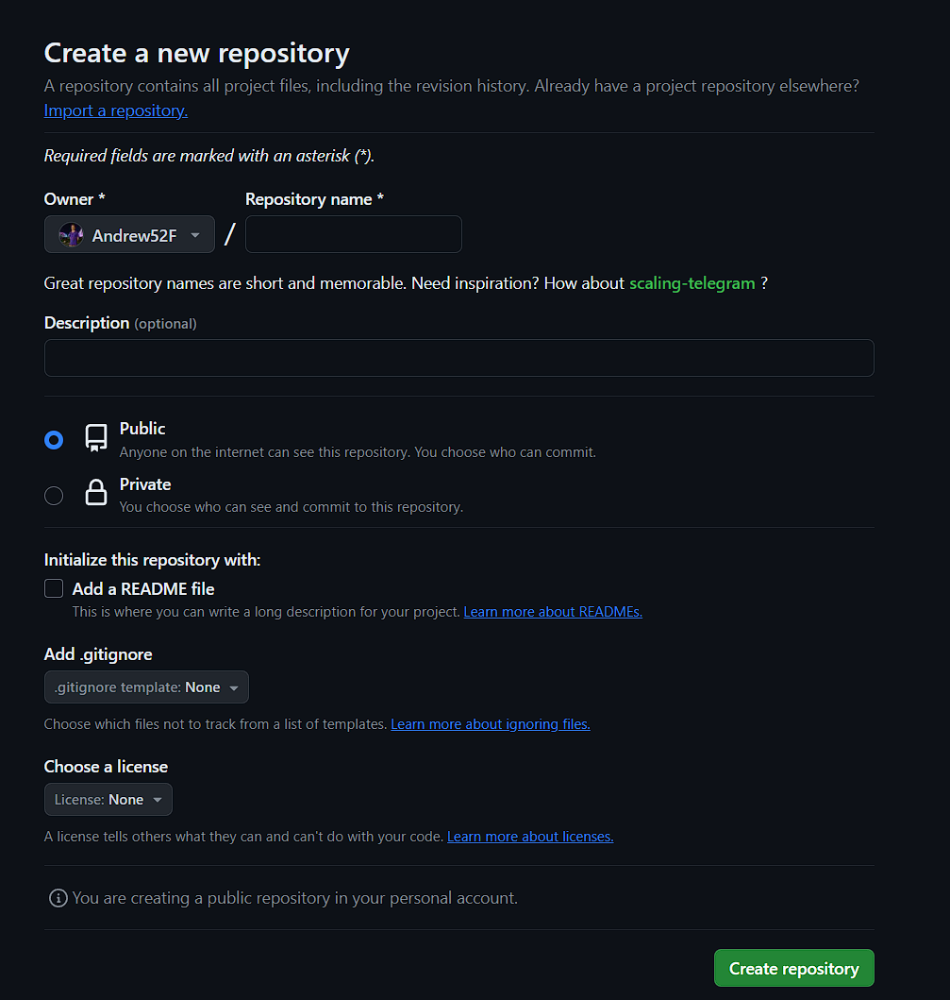 Create a new repository
A repository contains all project files, including the revision history. Already have a project repository elsewhere?
Import a repository.
Required fields are marked with an asterisk (*).
Owner * Repository name *
Andrew52F /
Great repository names are short and memorable. Need inspiration? How about scaling-telegram ?
Description (optional)
Public
Anyone on the internet can see this repository. You choose who can commit.
Private
You choose who can see and commit to this repository.
Initialize this repository with:
Add a README file
This is where you can write a long description for your project. Learn more about READMEs.
Add .gitignore
.gitignore template: None
Choose which files not to track from a list of templates. Learn more about ignoring files.
Choose a license
License: None
A license tells others what they can and can't do with your code. Learn more about licenses.
You are creating a public repository in your personal account.
Create repository